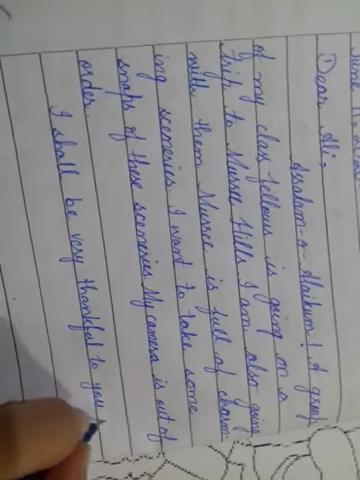 June 11,
Dear Ali,
Assalam-o-Alaikum! A group
of my class fellows is going on a
trip to Murree Hills. I am also going
with them Murree is full of charm-
ing sceneries. I want to take some
snaps of these sceneries. My camera is out of
order.
I shall be very thankful to you